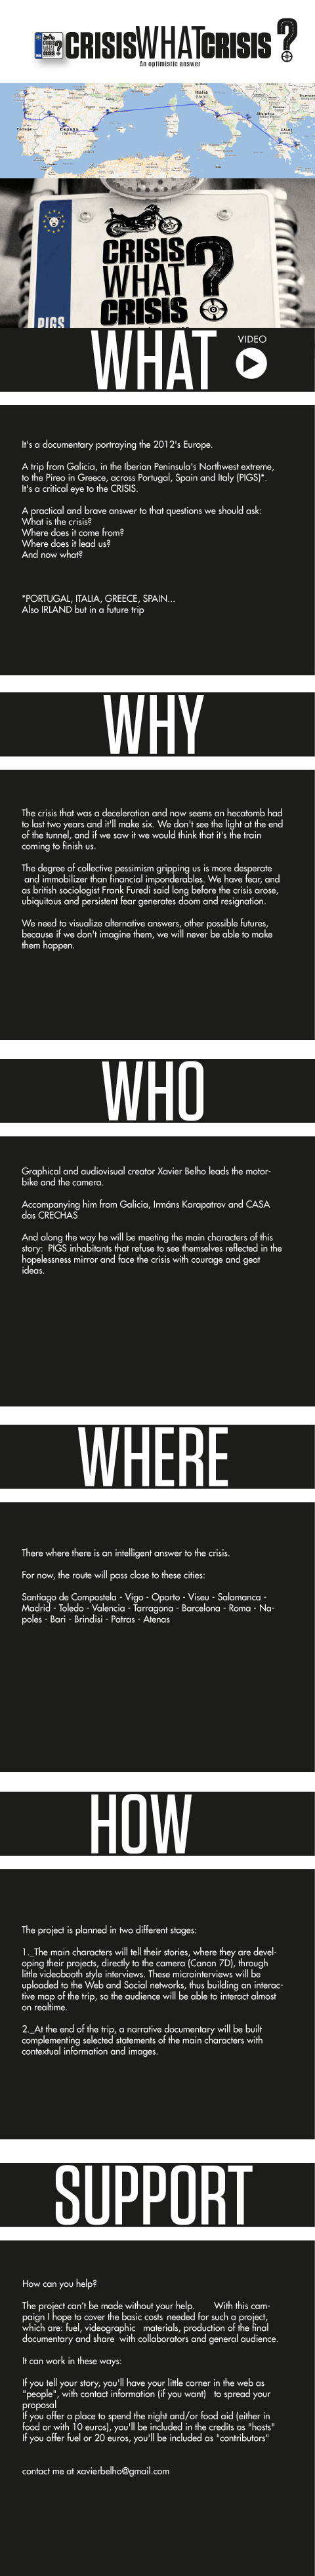 CRISISWHATCRISIS?
An optimistic answer
Portugal
España
Italia
PIGS
CRISIS
WHAT
CRISIS
?
WHAT
VIDEO
It's a documentary portraying the 2012's Europe.
A trip from Galicia, in the Iberian Peninsula's Northwest extreme,
to the Pireo in Greece, across Portugal, Spain and Italy (PIGS)*.
It's a critical eye to the CRISIS.
A practical and brave answer to that questions we should ask:
What is the crisis?
Where does it come from?
Where does it lead us?
And now what?
*PORTUGAL, ITALIA, GREECE, SPAIN...
Also IRLAND but in a future trip
WHY
The crisis that was a deceleration and now seems an hecatomb had
to last two years and it'll make six. We don't see the light at the end
of the tunnel, and if we saw it we would think that it's the train
coming to finish us.
The degree of collective pessimism gripping us is more desperate
and immobilizer than financial imponderables. We have fear, and
as british sociologist Frank Furedi said long before the crisis arose,
ubiquitous and persistent fear generates doom and resignation.
We need to visualize alternative answers, other possible futures,
because if we don't imagine them, we will never be able to make
them happen.
WHO
Graphical and audiovisual creator Xavier Belho leads the motor-
bike and the camera.
Accompanying him from Galicia, Irmáns Karapatrov and CASA
das CRECHAS
And along the way he will be meeting the main characters of this
story: PIGS inhabitants that refuse to see themselves reflected in the
hopelessness mirror and face the crisis with courage and geat
ideas.
WHERE
There where there is an intelligent answer to the crisis.
For now, the route will pass close to these cities:
Santiago de Compostela - Vigo - Oporto - Viseu - Salamanca -
Madrid - Toledo - Valencia - Tarragona - Barcelona - Roma - Na-
poles - Bari - Brindisi - Patras - Atenas
HOW
The project is planned in two different stages:
1._The main characters will tell their stories, where they are devel-
oping their projects, directly to the camera (Canon 7D), through
little videobooth style interviews. These microinterviews will be
uploaded to the Web and Social networks, thus building an interac-
tive map of the trip, so the audience will be able to interact almost
on realtime.
2._At the end of the trip, a narrative documentary will be built
complementing selected statements of the main characters with
contextual information and images.
SUPPORT
How can you help?
The project can't be made without your help. With this cam-
paign I hope to cover the basic costs needed for such a project,
which are: fuel, videographic materials, production of the final
documentary and share with collaborators and general audience.
It can work in these ways:
If you tell your story, you'll have your little corner in the web as
"people", with contact information (if you want) to spread your
proposal
If you offer a place to spend the night and/or food aid (either in
food or with 10 euros), you'll be included in the credits as "hosts"
If you offer fuel or 20 euros, you'll be included as "contributors"
contact me at xavierbelho@gmail.com